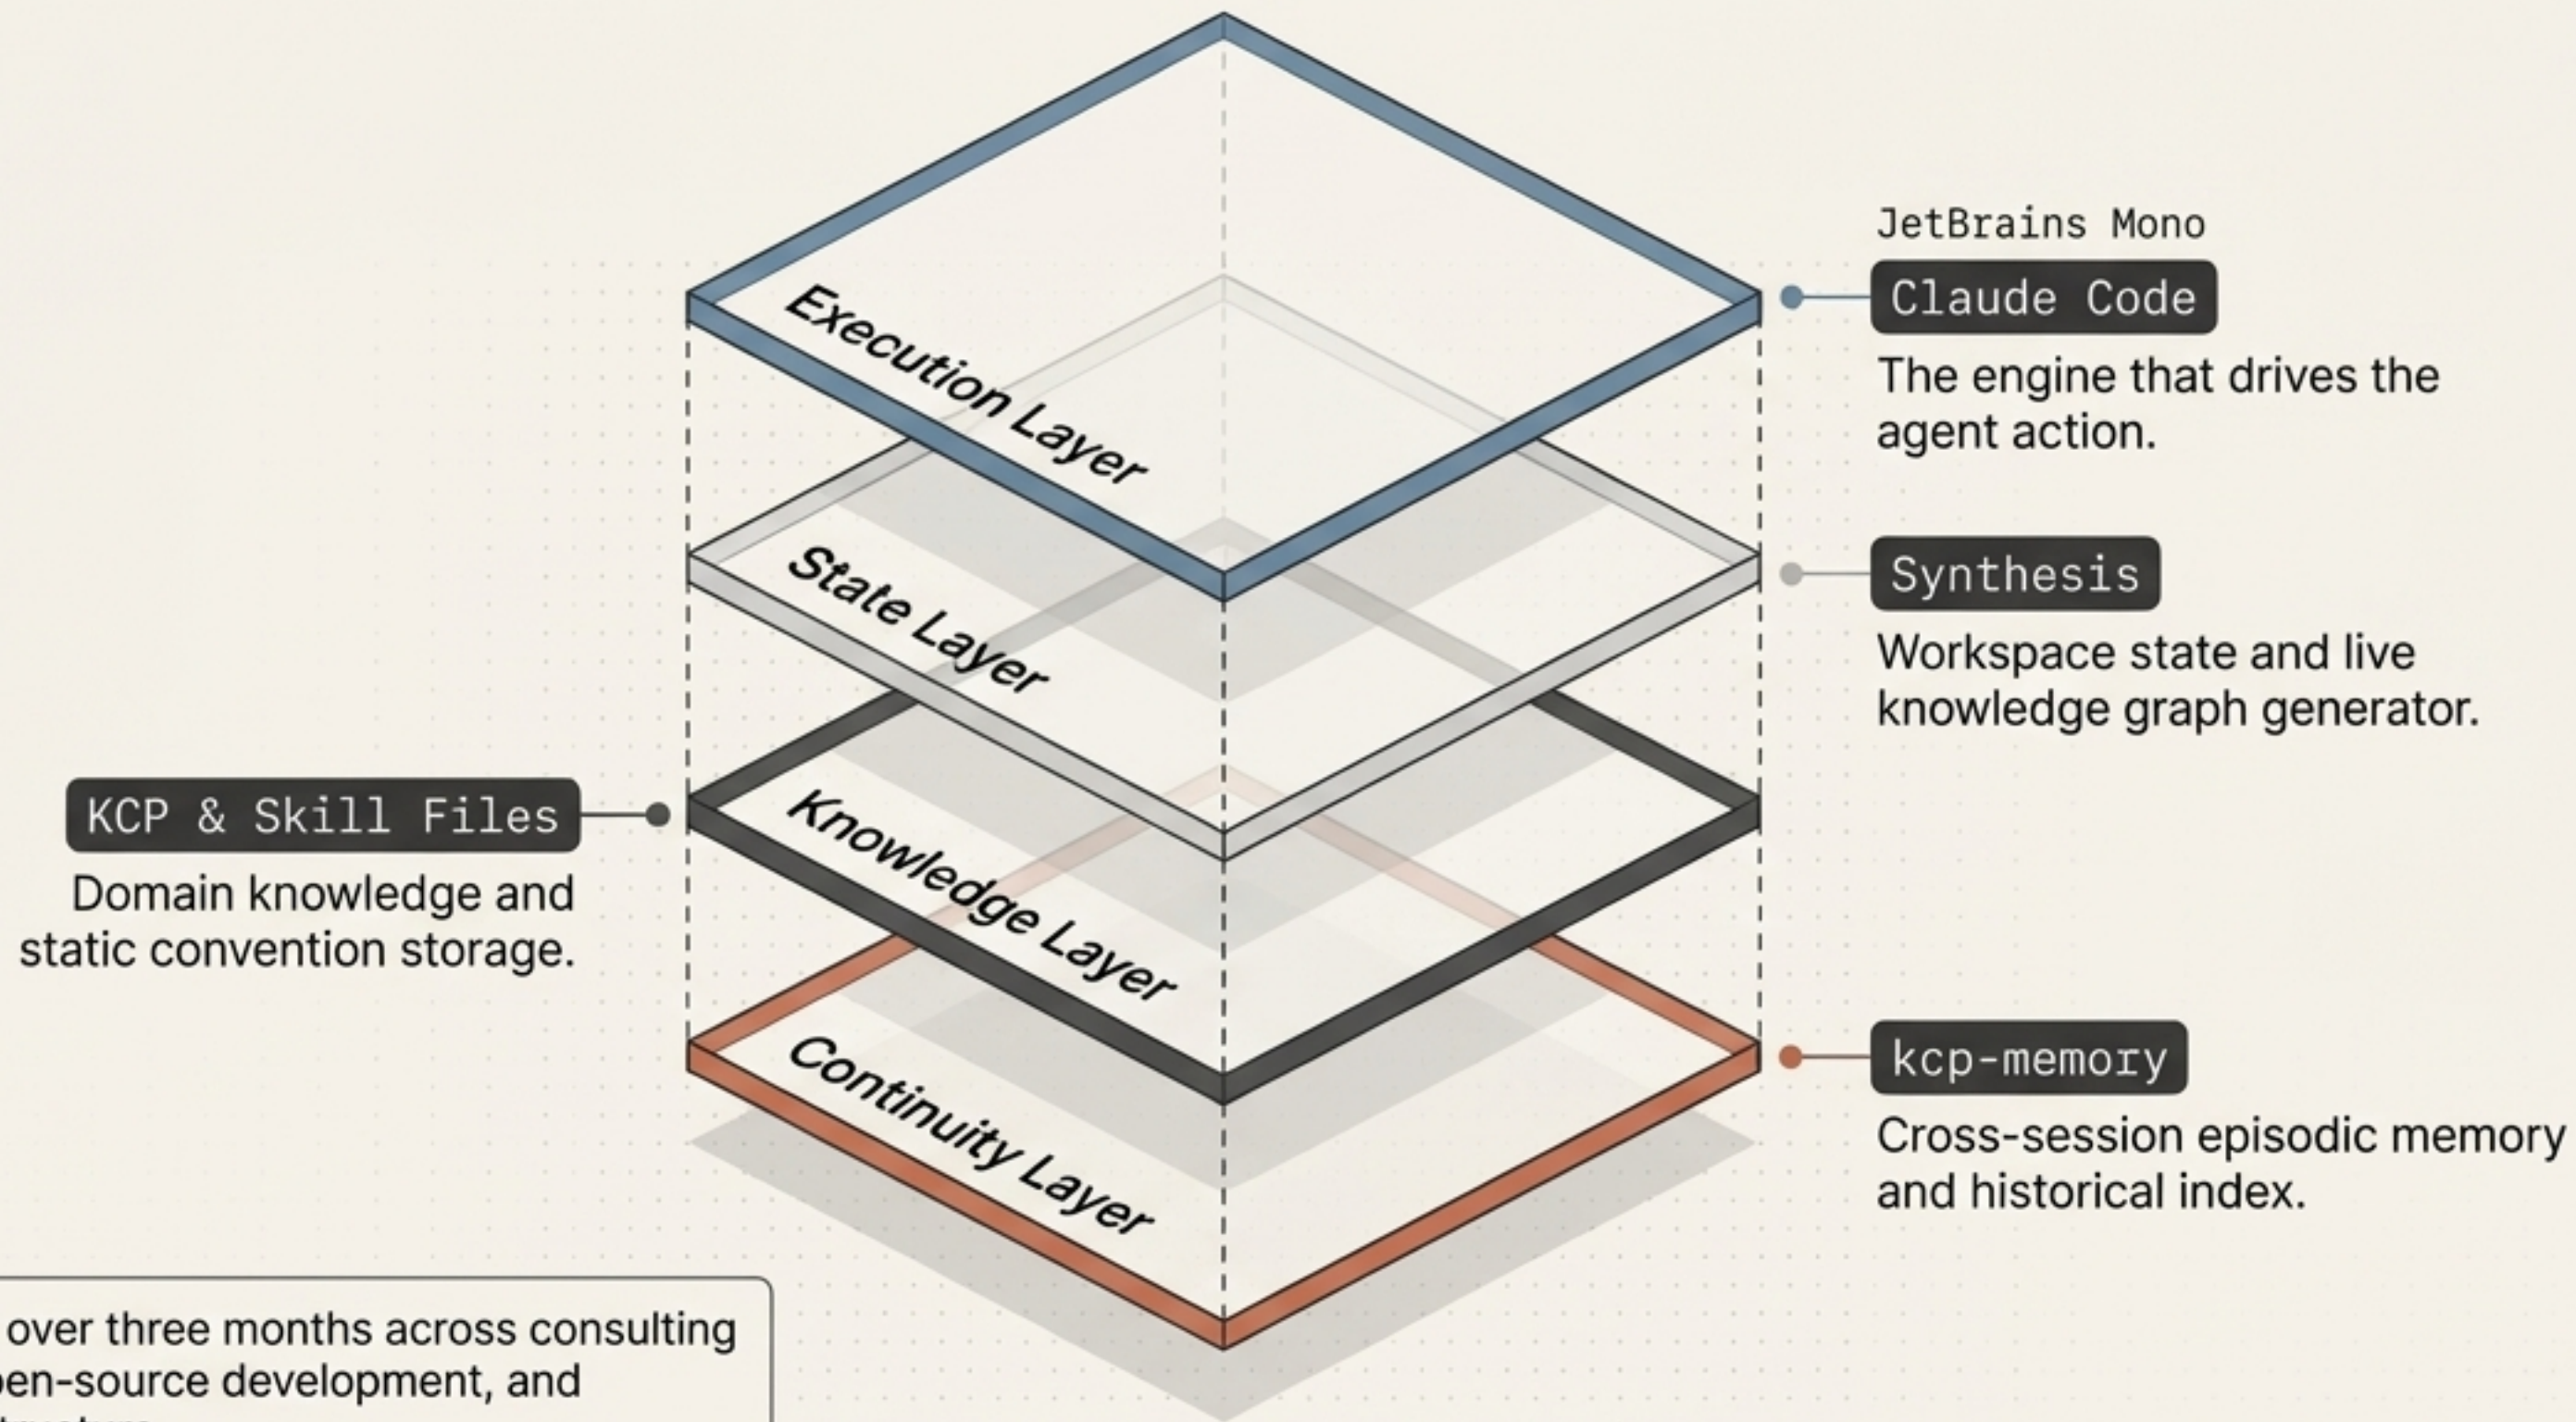 JetBrains Mono
Claude Code
The engine that drives the
agent action.
Execution Layer
Synthesis
Workspace state and live
knowledge graph generator.
State Layer
KCP & Skill Files
Domain knowledge and
static convention storage.
Knowledge Layer
kcp-memory
Cross-session episodic memory
and historical index.
Continuity Layer
over three months across consulting
development, and